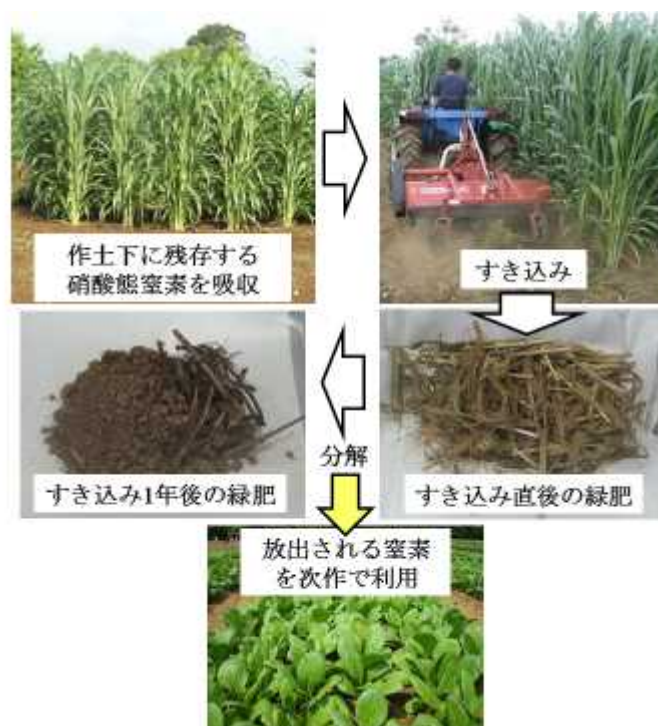 作土下に残存する
硝酸態窒素を吸収
すき込み
すき込み直後の緑肥
分解
すき込み1年後の緑肥
放出される窒素
を次作で利用